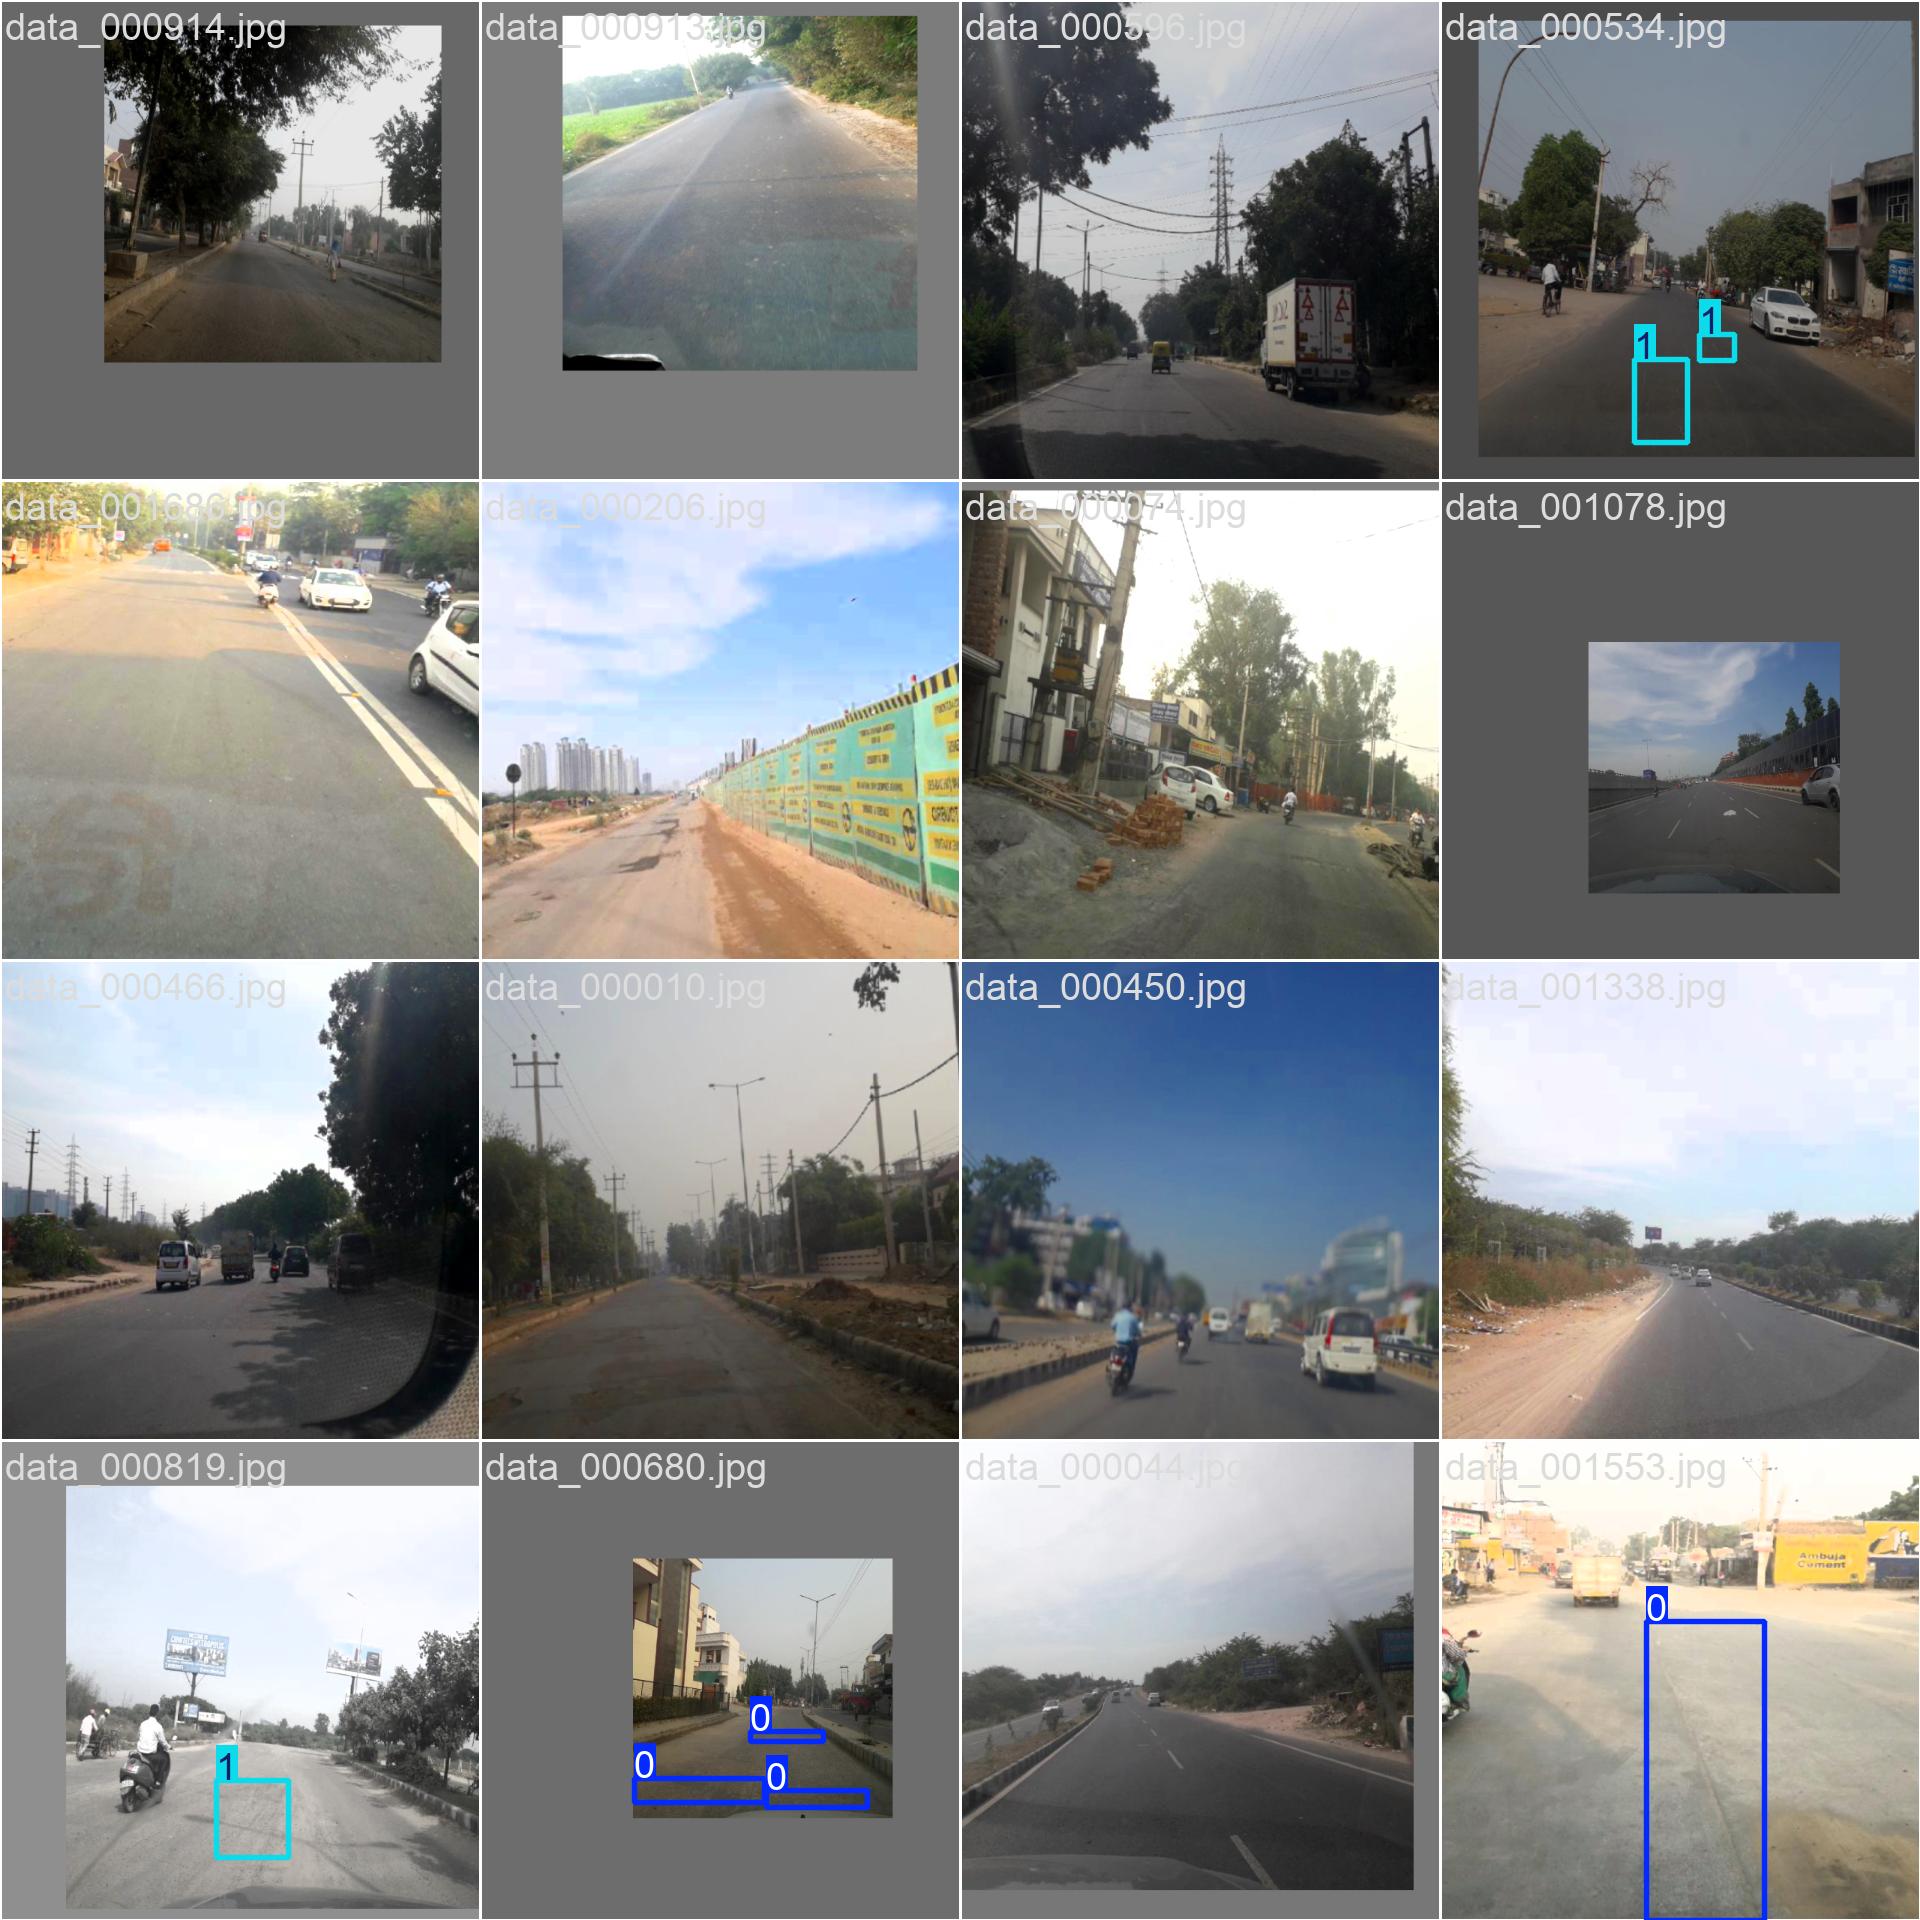 data_000914.jpg
data_000913.jpg
data_000596.jpg
data_000534.jpg
1
1
data_001686.jpg
data_000206.jpg
data_000074.jpg
data_001078.jpg
data_000466.jpg
data_000010.jpg
data_000450.jpg
data_001338.jpg
data_000819.jpg
data_000680.jpg
data_000044.jpg
data_001553.jpg
Ambuja
Cement
0
1
0
0
0